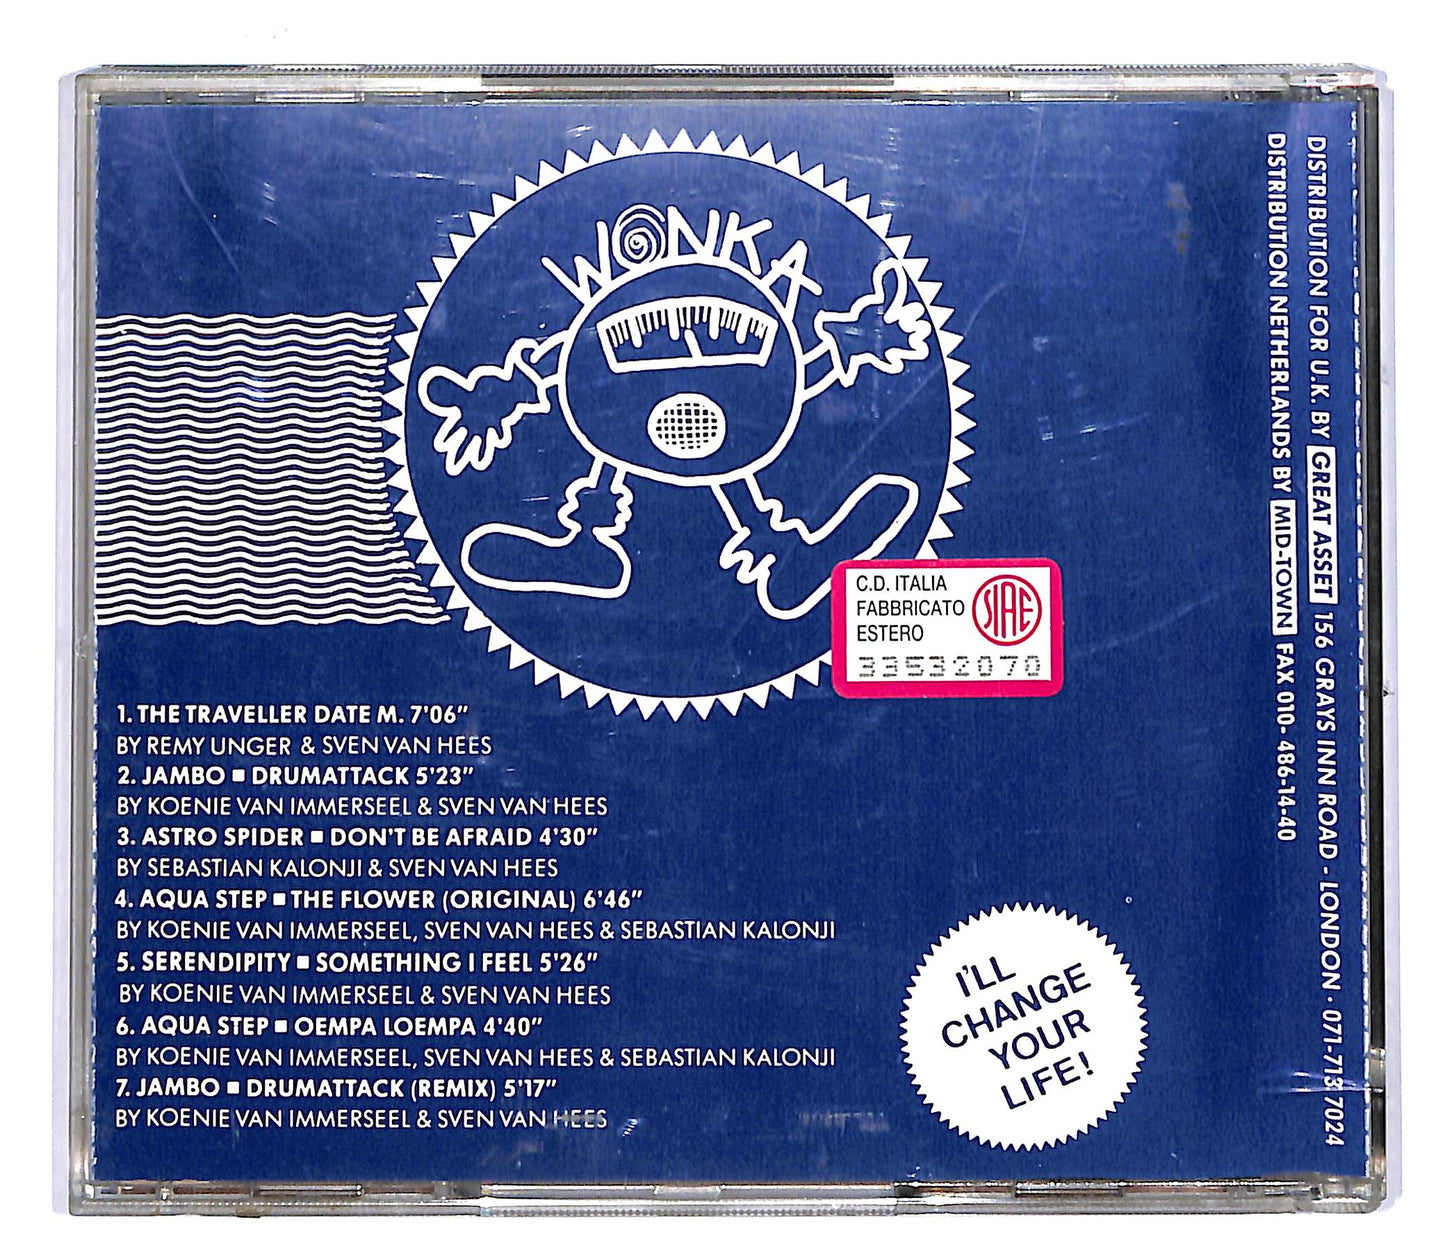 WONKA
C.D. ITALIA
FABBRICATO
ESTERO
SIAE
33532070
1. THE TRAVELLER DATE M. 7'06"
BY REMY UNGER & SVEN VAN HEES
2. JAMBO ■ DRUMATTACK 5'23"
BY KOENIE VAN IMMERSEEL & SVEN VAN HEES
3. ASTRO SPIDER ■ DON'T BE AFRAID 4'30"
BY SEBASTIAN KALONJI & SVEN VAN HEES
4. AQUA STEP ■ THE FLOWER (ORIGINAL) 6'46"
BY KOENIE VAN IMMERSEEL, SVEN VAN HEES & SEBASTIAN KALONJI
5. SERENDIPITY ■ SOMETHING I FEEL 5'26"
BY KOENIE VAN IMMERSEEL & SVEN VAN HEES
6. AQUA STEP ■ OEMPA LOEMPA 4'40"
BY KOENIE VAN IMMERSEEL, SVEN VAN HEES & SEBASTIAN KALONJI
7. JAMBO ■ DRUMATTACK (REMIX) 5'17"
BY KOENIE VAN IMMERSEEL & SVEN VAN HEES
I'LL
CHANGE
YOUR
LIFE!
DISTRIBUTION FOR U.K. BY GREAT ASSET 156 GRAYS INN ROAD - LONDON · 071-713 7024
DISTRIBUTION NETHERLANDS BY MID-TOWN FAX 010- 486-14-40